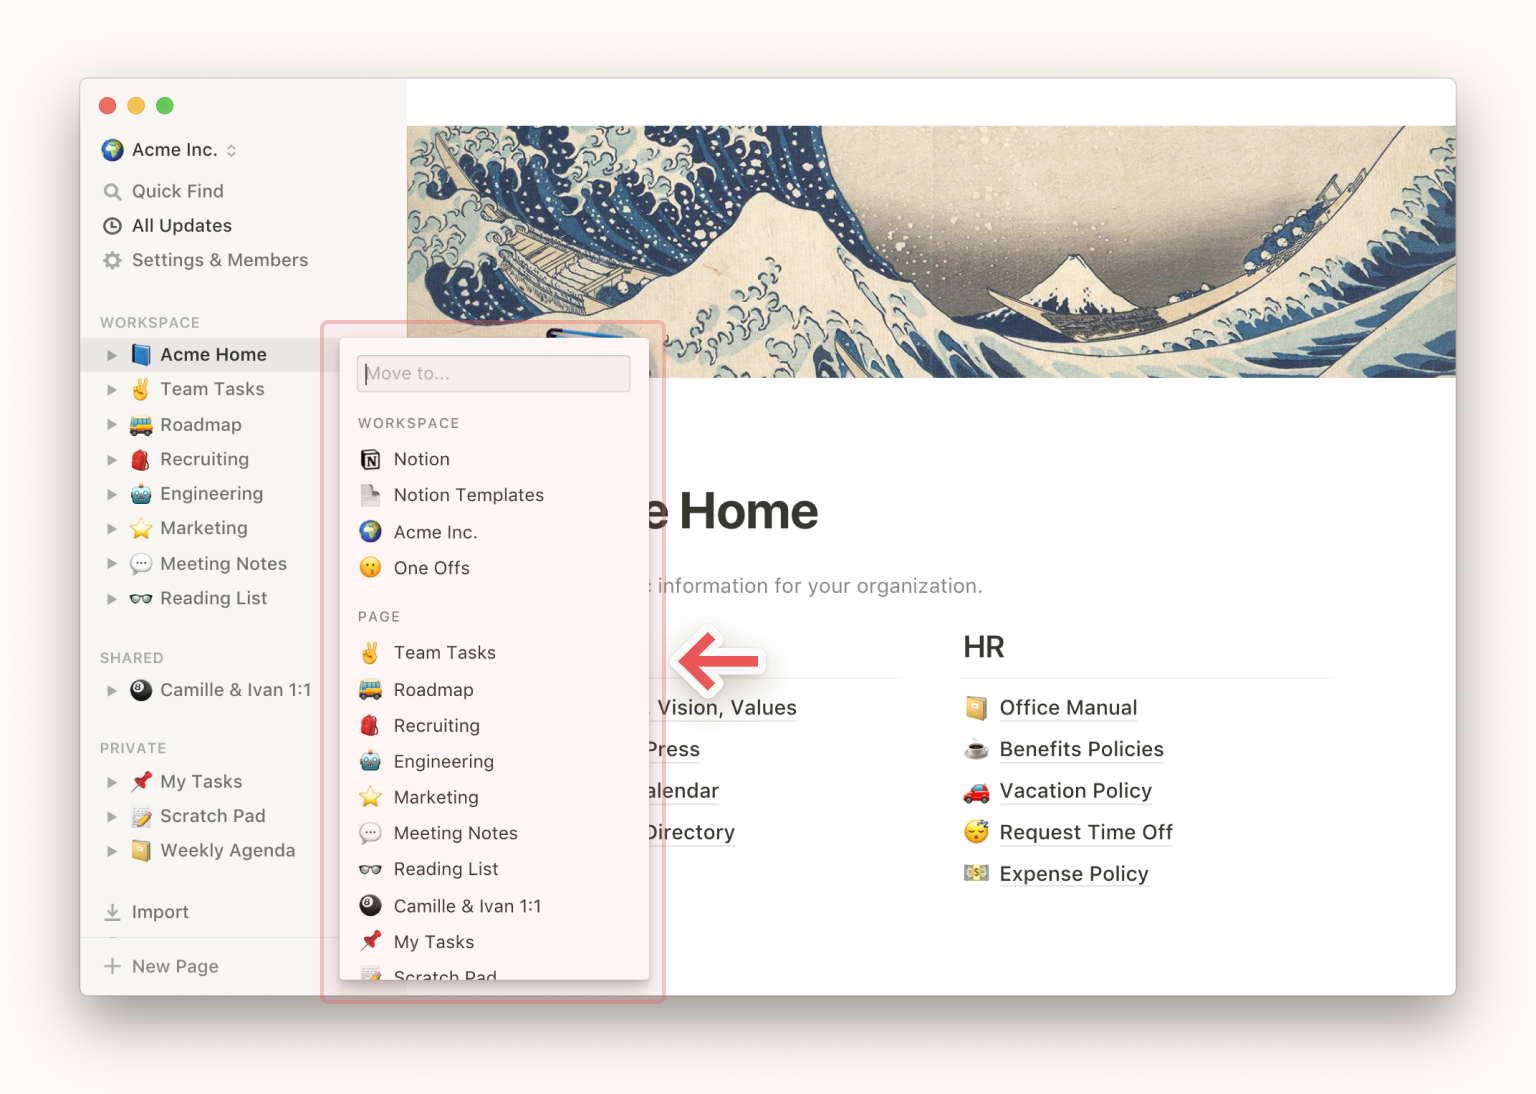 Acme Inc.
Quick Find
All Updates
Settings & Members
WORKSPACE
Acme Home
Team Tasks
Roadmap
Recruiting
Engineering
Marketing
Meeting Notes
Reading List
SHARED
Camille & Ivan 1:1
PRIVATE
My Tasks
Scratch Pad
Weekly Agenda
Import
New Page
Move to...
WORKSPACE
Notion
Notion Templates
Acme Inc.
One Offs
PAGE
Team Tasks
Roadmap
Recruiting
Engineering
Marketing
Meeting Notes
Reading List
Camille & Ivan 1:1
My Tasks
Scratch Pad
e Home
c information for your organization.
, Vision, Values
Press
alendar
Directory
HR
Office Manual
Benefits Policies
Vacation Policy
Request Time Off
Expense Policy